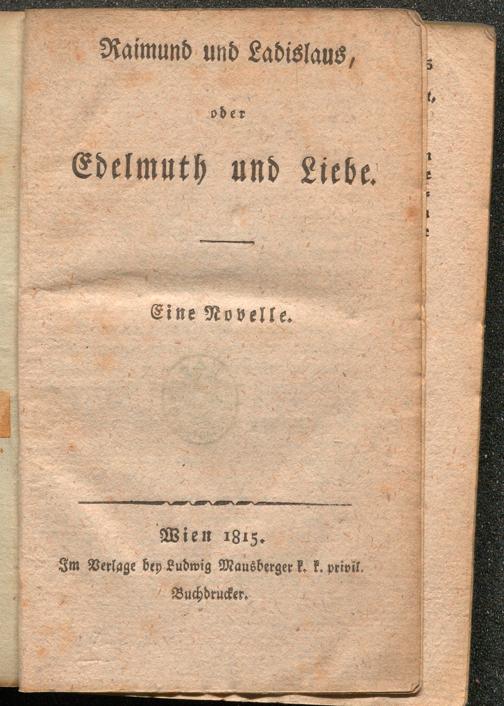 Raimund und Ladislaus,
oder
Edelmuth und Liebe.
Eine Novelle.
Wien 1815.
Im Verlage bey Ludwig Mausberger k. k. privil.
Buchdrucker.